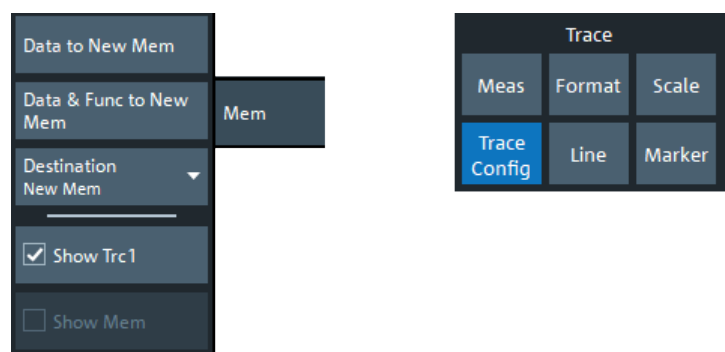 Data to New Mem
Data & Func to New
Mem
Destination
New Mem
Show Trc1
Show Mem
Mem
Trace
Meas
Format
Scale
Trace
Config
Line
Marker